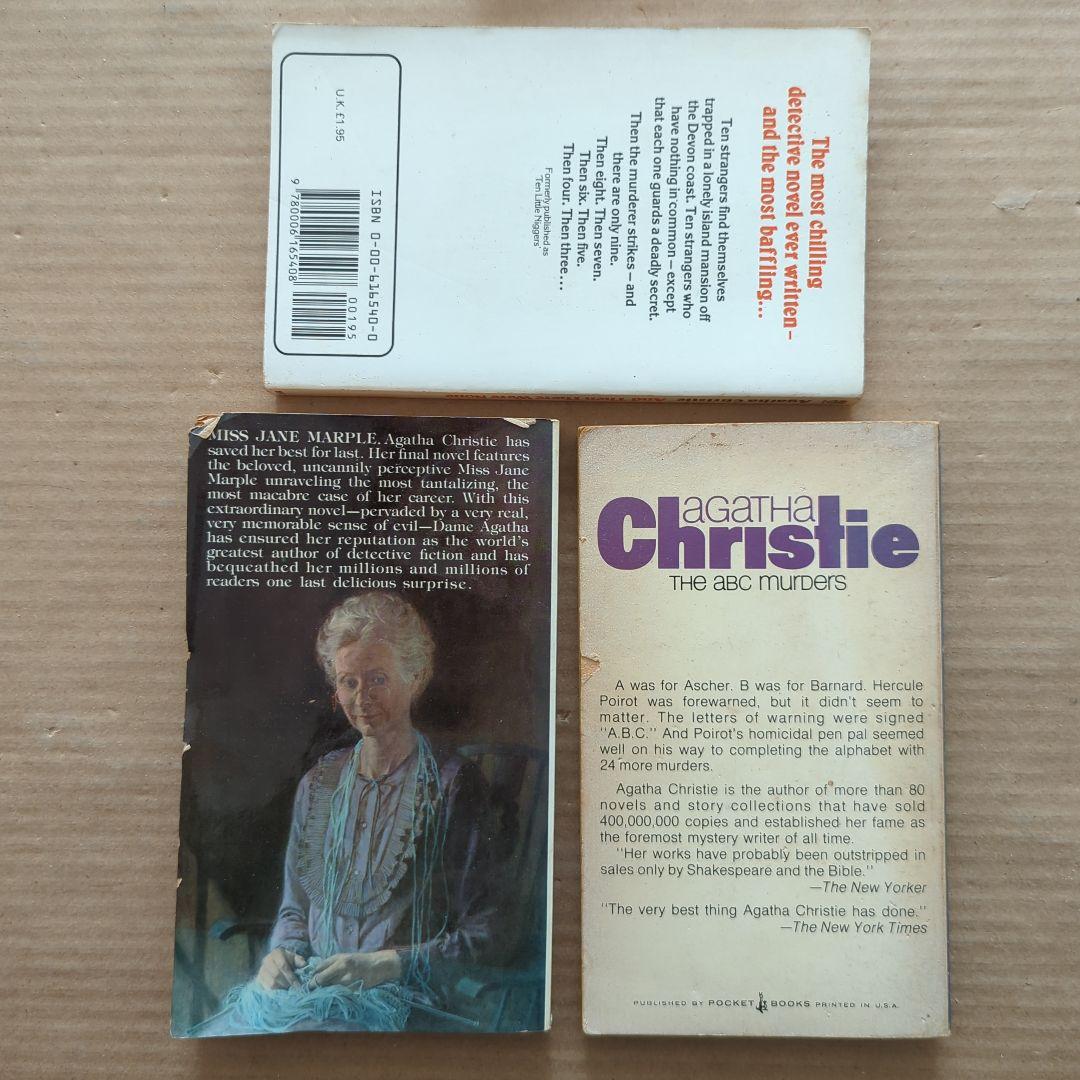 The most chilling
detective novel ever written–
and the most baffling...
Ten strangers find themselves
trapped in a lonely island mansion off
the Devon coast. Ten strangers who
have nothing in common – except
that each one guards a deadly secret.
Then the murderer strikes – and
there are only nine.
Then eight. Then seven.
Then six. Then five.
Then four. Then three...
Formerly published as
'Ten Little Niggers'
U.K. £1.95
ISBN 0-00-616540-0
00195
9 780006 165408
Agatha Christie And Then There Were None
MISS JANE MARPLE. Agatha Christie has
saved her best for last. Her final novel features
the beloved, uncannily perceptive Miss Jane
Marple unraveling the most tantalizing, the
most macabre case of her career. With this
extraordinary novel—pervaded by a very real,
very memorable sense of evil—Dame Agatha
has ensured her reputation as the world's
greatest author of detective fiction and has
bequeathed her millions and millions of
readers one last delicious surprise.
AGATHA
Christie
THE ABC MURDERS
A was for Ascher. B was for Barnard. Hercule
Poirot was forewarned, but it didn't seem to
matter. The letters of warning were signed
"A.B.C." And Poirot's homicidal pen pal seemed
well on his way to completing the alphabet with
24 more murders.
Agatha Christie is the author of more than 80
novels and story collections that have sold
400,000,000 copies and established her fame as
the foremost mystery writer of all time.
"Her works have probably been outstripped in
sales only by Shakespeare and the Bible."
—The New Yorker
"The very best thing Agatha Christie has done."
—The New York Times
PUBLISHED BY POCKET BOOKS PRINTED IN U.S.A.